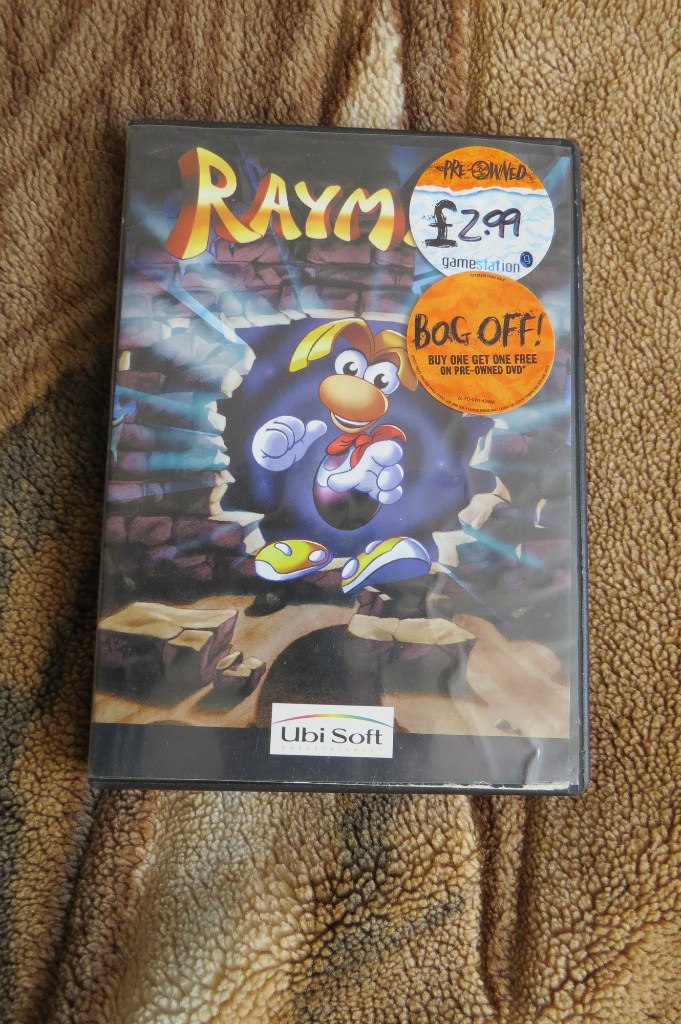 RAYM
PRE-OWNED
£2.99
gamestation
BOG OFF!
BUY ONE GET ONE FREE
ON PRE-OWNED DVD*
Ubi Soft
ENTERTAINMENT